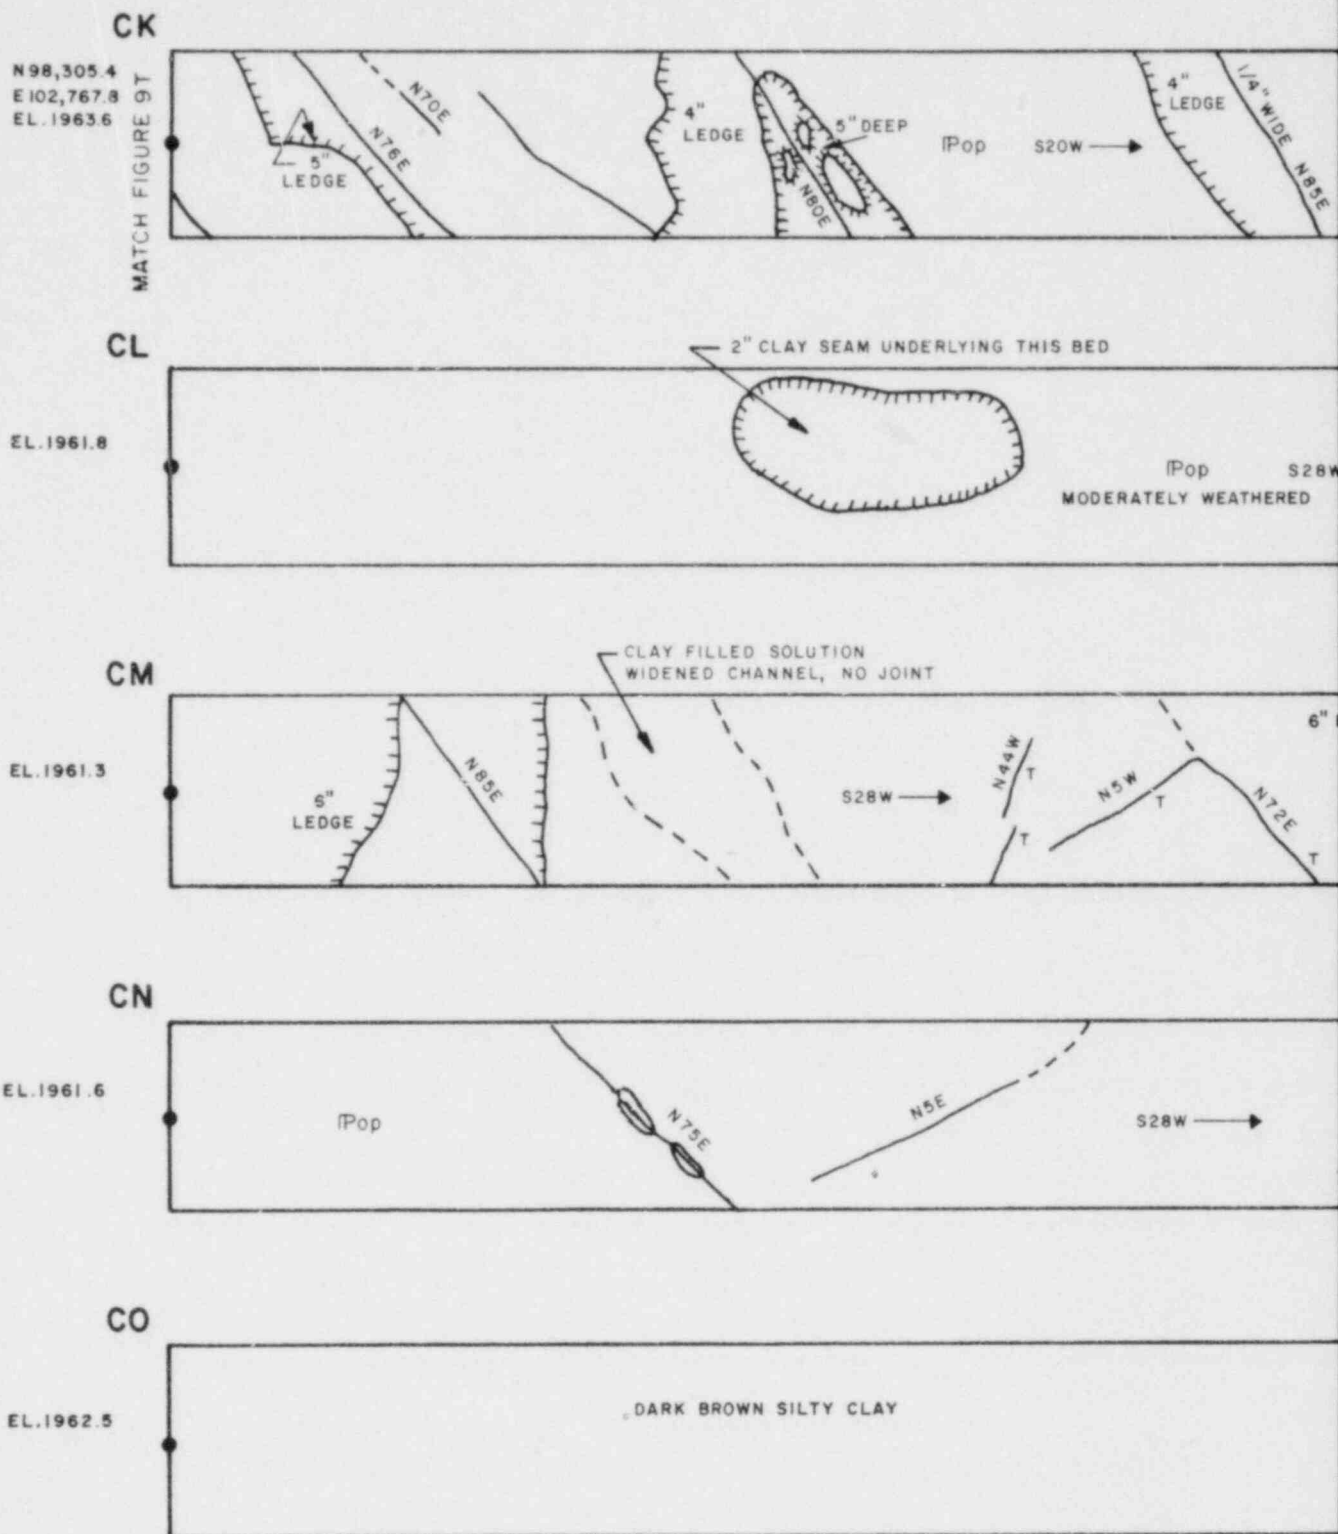 CK
N98,305.4
E102,767.8
EL.1963.6
MATCH FIGURE 9T
5"
LEDGE
N76E
N70E
4"
LEDGE
5" DEEP
N80E
ℙop
S20W
4"
LEDGE
1/4" WIDE N85E
CL
2" CLAY SEAM UNDERLYING THIS BED
EL.1961.8
ℙop
S28W
MODERATELY WEATHERED
CM
CLAY FILLED SOLUTION
WIDENED CHANNEL, NO JOINT
EL.1961.3
LEDGE
N85E
S28W
N44W
T
T
N5W
T
N72E
T
6"
CN
EL.1961.6
ℙop
N75E
N5E
S28W
CO
EL.1962.5
DARK BROWN SILTY CLAY